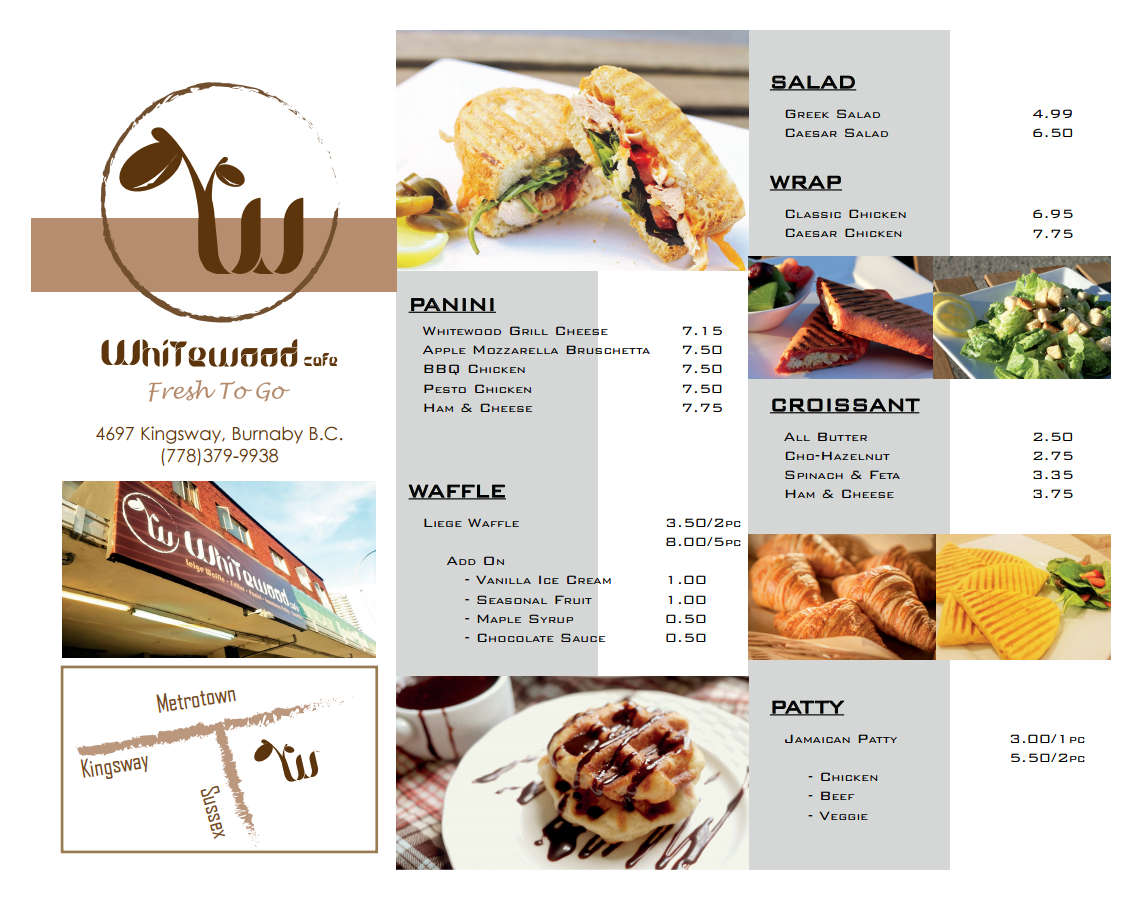 WhiTewood cafe
Fresh To Go
4697 Kingsway, Burnaby B.C.
(778)379-9938
WhiTewood cafe
Metrotown
Kingsway
Sussex
PANINI
Whitewood Grill Cheese 7.15
Apple Mozzarella Bruschetta 7.50
BBQ Chicken 7.50
Pesto Chicken 7.50
Ham & Cheese 7.75
WAFFLE
Liege Waffle 3.50/2pc
8.00/5pc
Add On
- Vanilla Ice Cream 1.00
- Seasonal Fruit 1.00
- Maple Syrup 0.50
- Chocolate Sauce 0.50
SALAD
Greek Salad 4.99
Caesar Salad 6.50
WRAP
Classic Chicken 6.95
Caesar Chicken 7.75
CROISSANT
All Butter 2.50
Cho-Hazelnut 2.75
Spinach & Feta 3.35
Ham & Cheese 3.75
PATTY
Jamaican Patty 3.00/1pc
5.50/2pc
- Chicken
- Beef
- Veggie